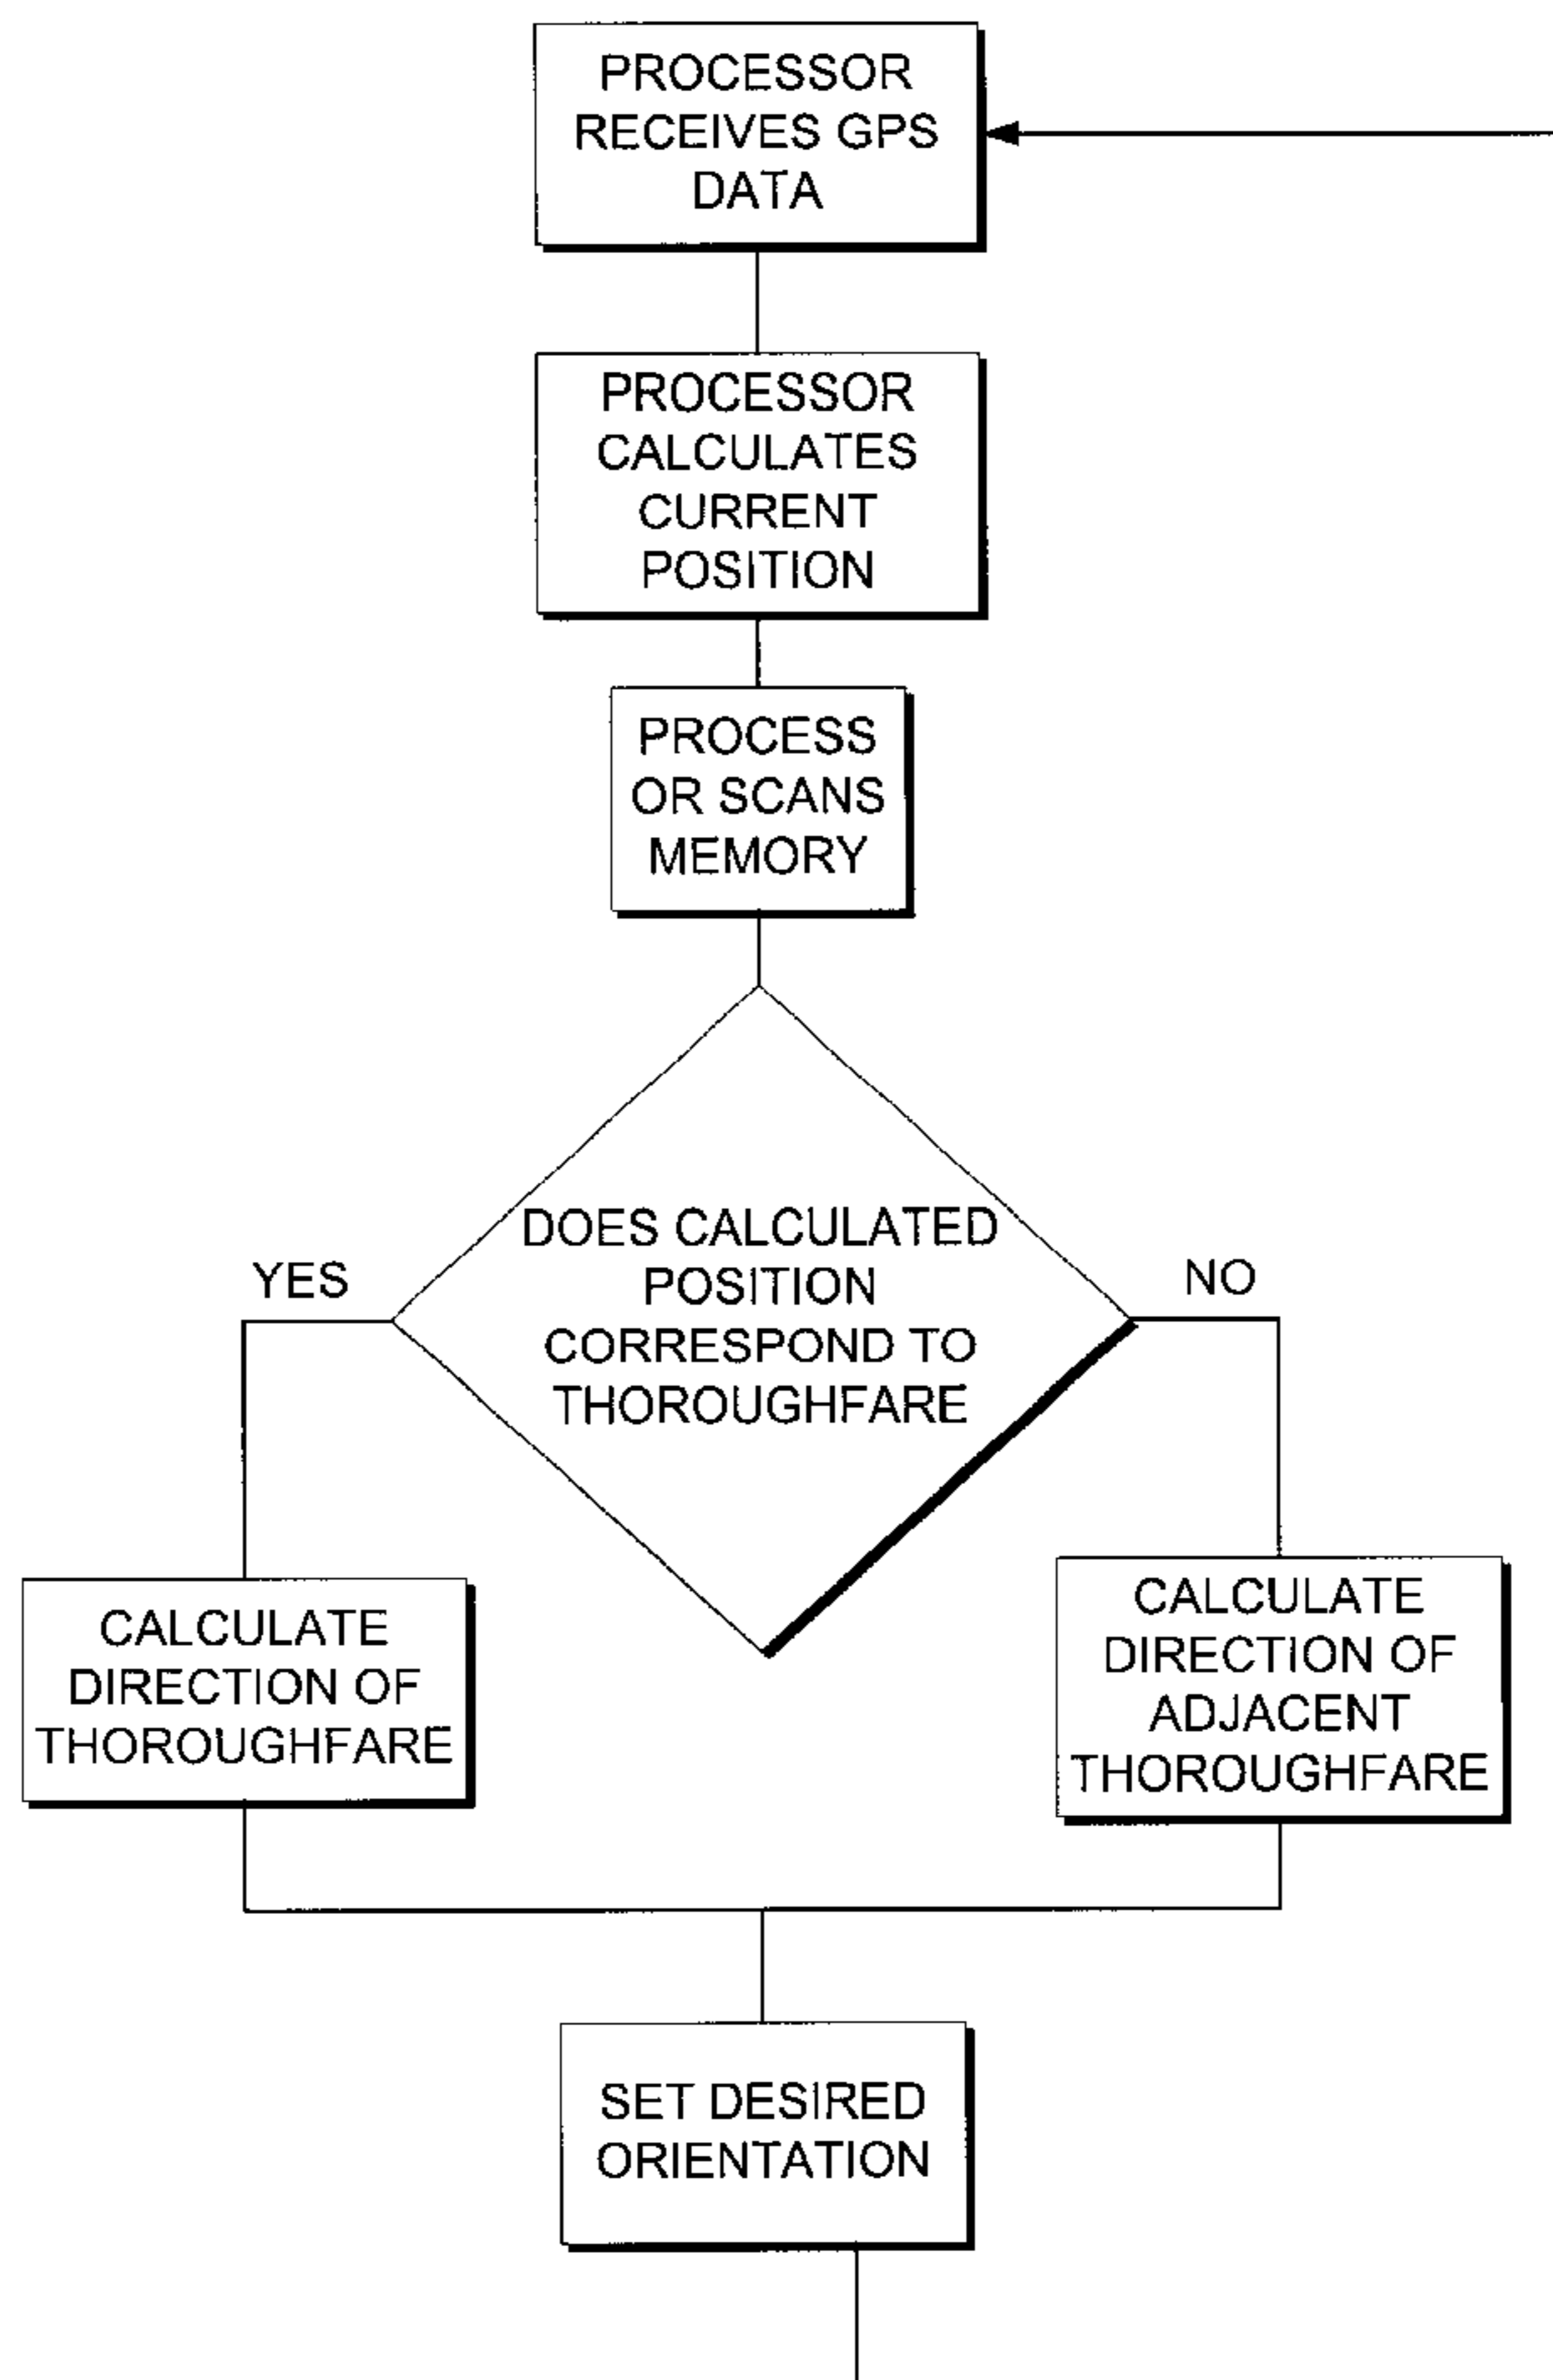 PROCESSOR
RECEIVES GPS
DATA
PROCESSOR
CALCULATES
CURRENT
POSITION
PROCESS
OR SCANS
MEMORY
DOES CALCULATED
POSITION
CORRESPOND TO
THOROUGHFARE
YES
NO
CALCULATE
DIRECTION OF
THOROUGHFARE
CALCULATE
DIRECTION OF
ADJACENT
THOROUGHFARE
SET DESIRED
ORIENTATION